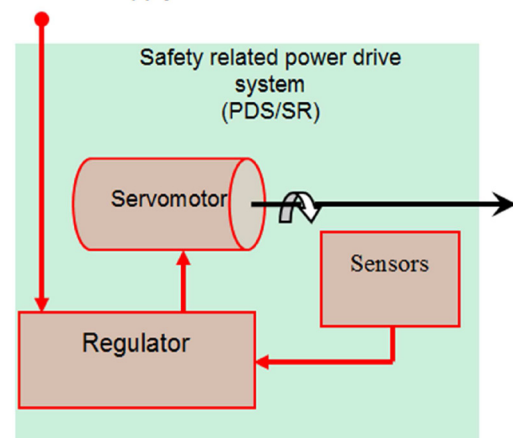 Safety related power drive
system
(PDS/SR)
Servomotor
Sensors
Regulator